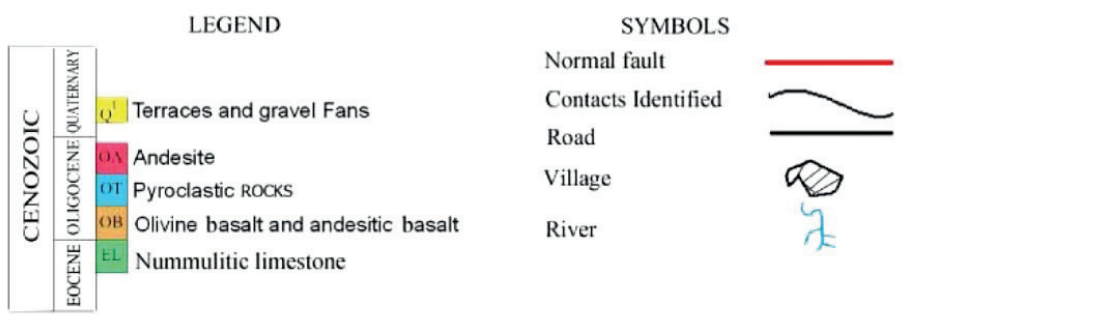 LEGEND
CENOZOIC
QUATERNARY
OLIGOCENE
EOCENE
Q¹ Terraces and gravel Fans
OA Andesite
OT Pyroclastic ROCKS
OB Olivine basalt and andesitic basalt
EL Nummulitic limestone
SYMBOLS
Normal fault
Contacts Identified
Road
Village
River